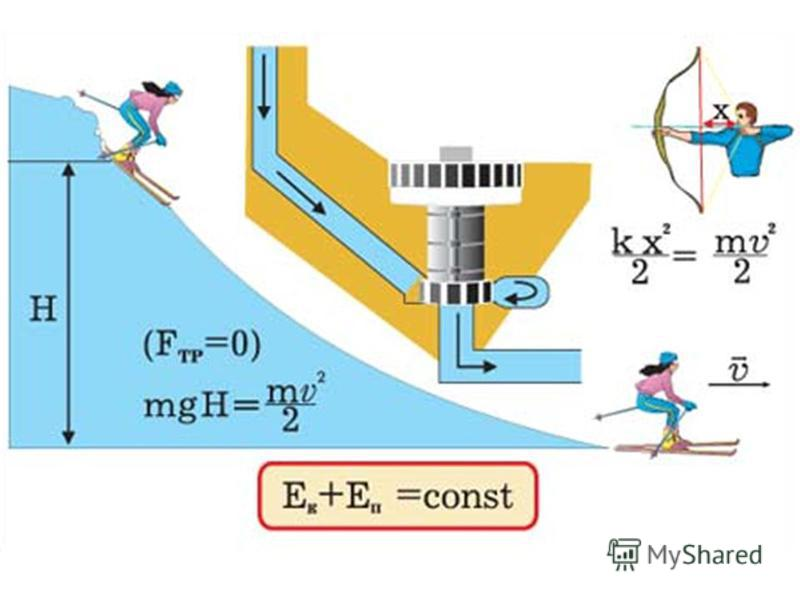 x
kx²/2 = mv²/2
H
(Fтр=0)
mgH = mv²/2
v⃗
Eк+Eп =const
MyShared